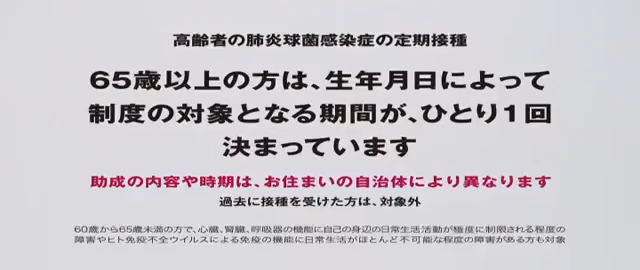 高齢者の肺炎球菌感染症の定期接種
65歳以上の方は、生年月日によって
制度の対象となる期間が、ひとり1回
決まっています
助成の内容や時期は、お住まいの自治体により異なります
過去に接種を受けた方は、対象外
60歳から65歳未満の方で、心臓、腎臓、呼吸器の機能に自己の身辺の日常生活活動が極度に制限される程度の
障害やヒト免疫不全ウイルスによる免疫の機能に日常生活がほとんど不可能な程度の障害がある方も対象